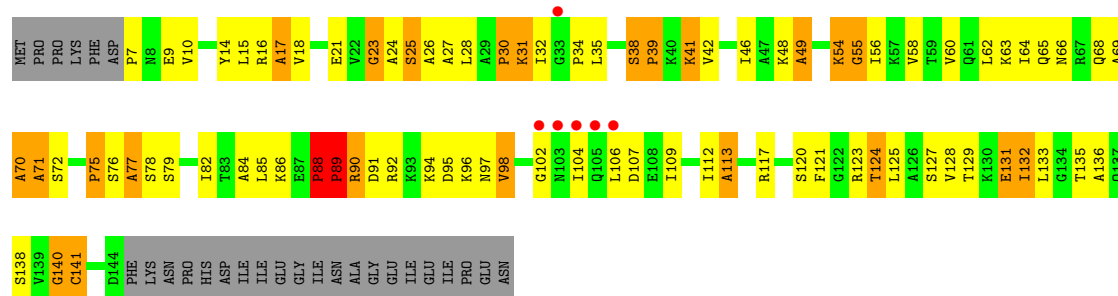 MET PRO PRO LYS PHE ASP P7 N8 E9 V10 Y14 L15 R16 A17 V18 E21 V22 G23 A24 S25 A26 A27 L28 A29 P30 K31 I32 G33 P34 L35 S38 P39 K40 K41 V42 I46 A47 K48 A49 K54 G55 I56 K57 V58 T59 V60 Q61 L62 K63 I64 Q65 N66 R67 Q68 A69
A70 A71 S72 P75 S76 A77 S78 S79 I82 T83 A84 L85 K86 E87 P88 P89 R90 D91 R92 K93 K94 D95 K96 N97 V98 G102 N103 I104 Q105 L106 D107 E108 I109 I112 A113 R117 S120 F121 G122 R123 T124 L125 A126 S127 V128 T129 K130 E131 I132 L133 G134 T135 A136 Q137
S138 V139 G140 C141 D144 PHE LYS ASN PRO HIS ASP ILE ILE GLU GLY ILE ASN ALA GLY GLU ILE GLU ILE PRO GLU ASN